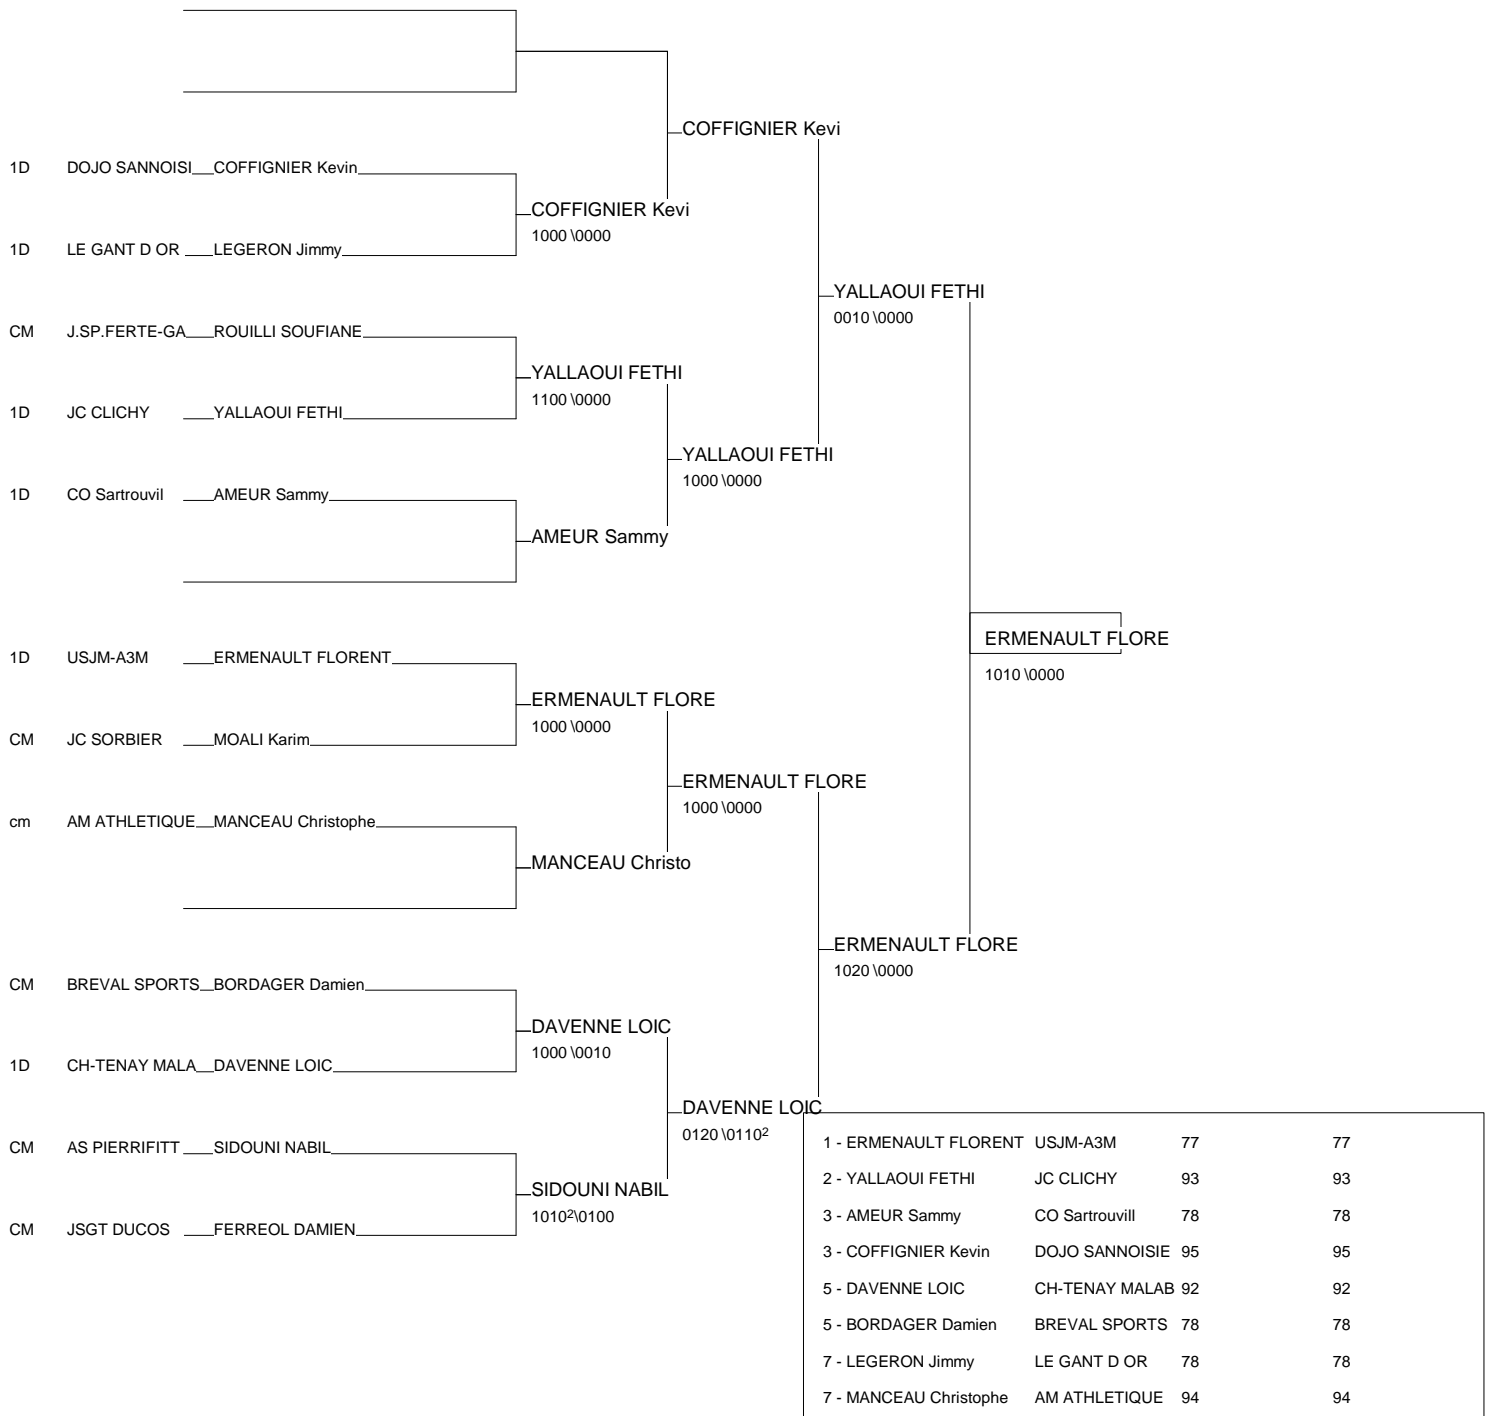 COFFIGNIER Kevi
1D DOJO SANNOISI COFFIGNIER Kevin
COFFIGNIER Kevi
1000 \0000
1D LE GANT D OR LEGERON Jimmy
YALLAOUI FETHI
0010 \0000
CM J.SP.FERTE-GA ROUILLI SOUFIANE
YALLAOUI FETHI
1100 \0000
1D JC CLICHY YALLAOUI FETHI
YALLAOUI FETHI
1000 \0000
1D CO Sartrouvil AMEUR Sammy
AMEUR Sammy
ERMENAULT FLORE
1010 \0000
1D USJM-A3M ERMENAULT FLORENT
ERMENAULT FLORE
1000 \0000
CM JC SORBIER MOALI Karim
ERMENAULT FLORE
1000 \0000
cm AM ATHLETIQUE MANCEAU Christophe
MANCEAU Christo
ERMENAULT FLORE
1020 \0000
CM BREVAL SPORTS BORDAGER Damien
DAVENNE LOIC
1000 \0010
1D CH-TENAY MALA DAVENNE LOIC
DAVENNE LOIC
0120 \0110²
CM AS PIERRIFITT SIDOUNI NABIL
SIDOUNI NABIL
1010²\0100
CM JSGT DUCOS FERREOL DAMIEN
1 - ERMENAULT FLORENT USJM-A3M 77 77
2 - YALLAOUI FETHI JC CLICHY 93 93
3 - AMEUR Sammy CO Sartrouvill 78 78
3 - COFFIGNIER Kevin DOJO SANNOISIE 95 95
5 - DAVENNE LOIC CH-TENAY MALAB 92 92
5 - BORDAGER Damien BREVAL SPORTS 78 78
7 - LEGERON Jimmy LE GANT D OR 78 78
7 - MANCEAU Christophe AM ATHLETIQUE 94 94